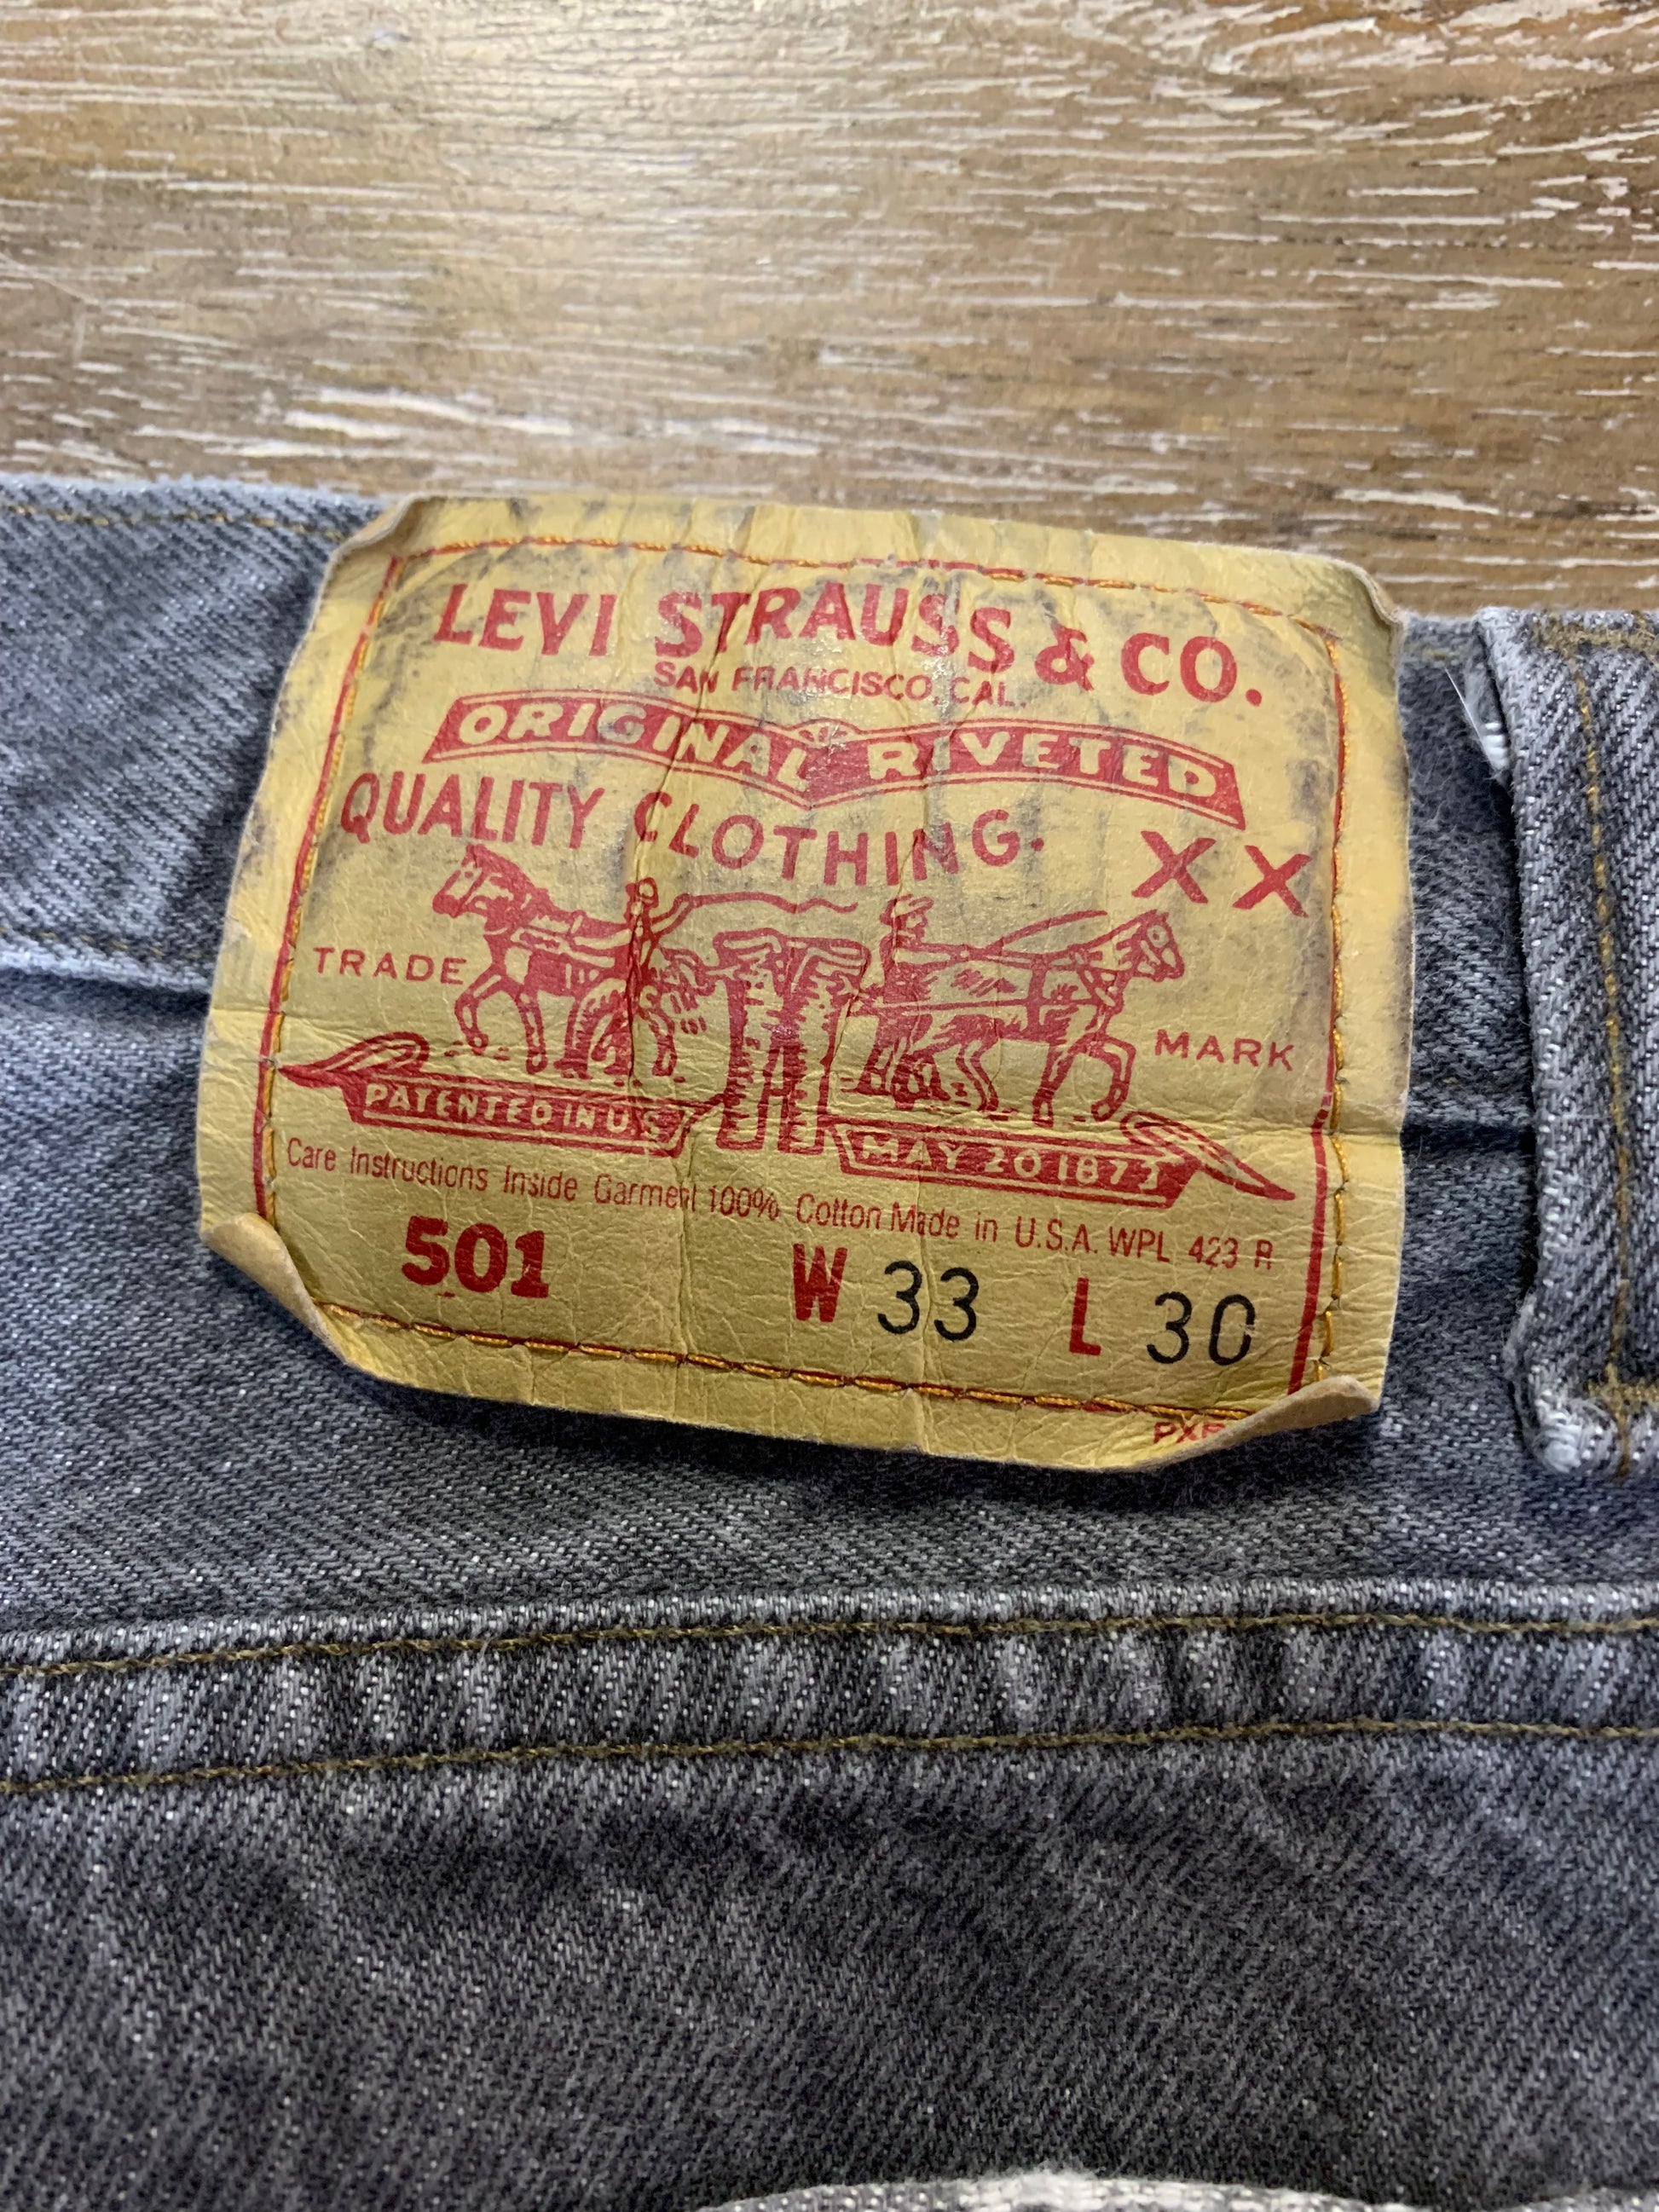 LEVI STRAUSS & CO.
SAN FRANCISCO, CAL.
ORIGINAL RIVETED
QUALITY CLOTHING.
XX
TRADE MARK
PATENTED IN U.S.
MAY 20 1873
Care Instructions Inside Garment 100% Cotton Made in U.S.A. WPL 423 R
501 W 33 L 30